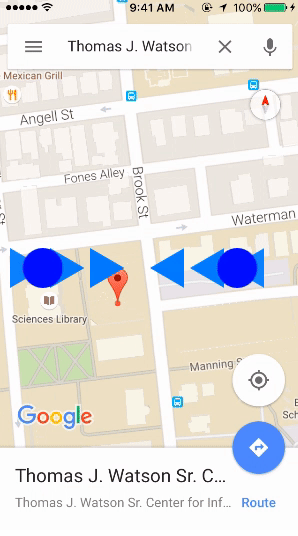 9:41 AM 100%
Thomas J. Watson
Mexican Grill
Angell St
Fones Alley
Brook St
Waterman
Sciences Library
Manning S
Sch
Google
Thomas J. Watson Sr. C...
Thomas J. Watson Sr. Center for Inf... Route